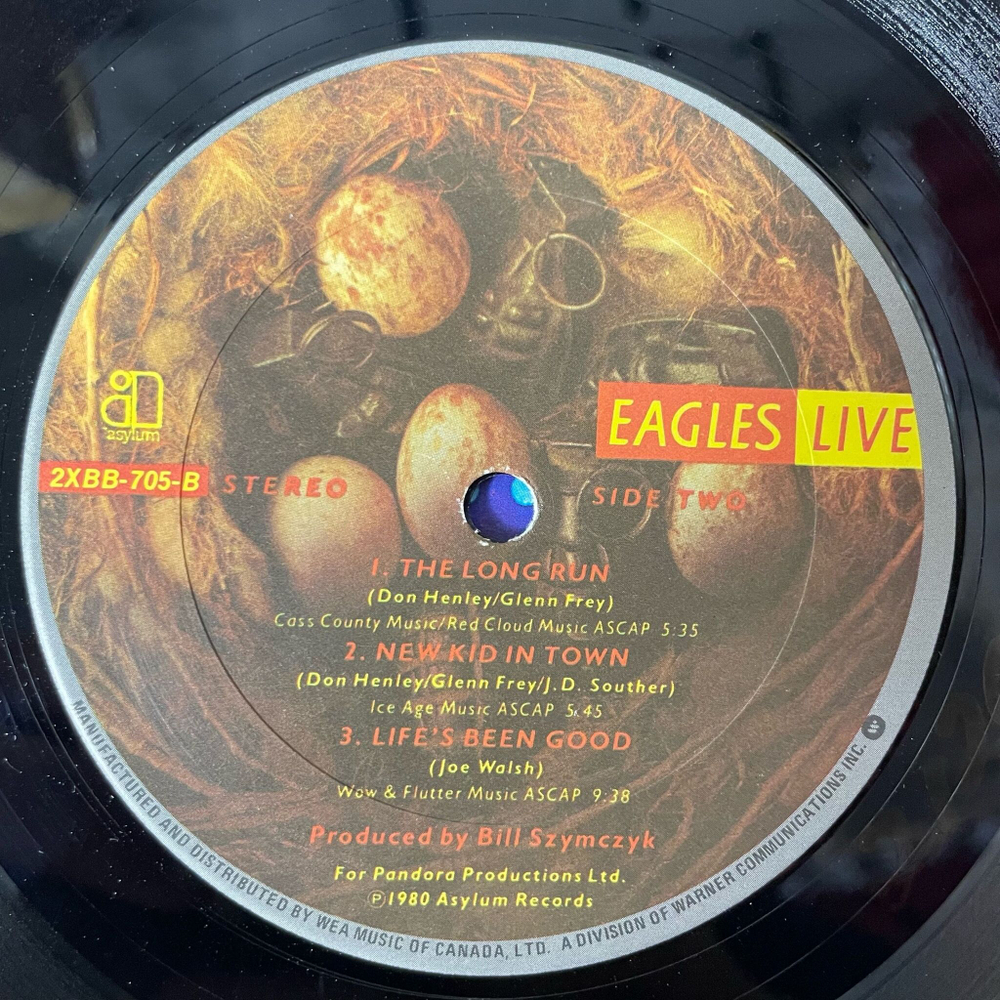 asylum
EAGLES LIVE
2XBB-705-B STEREO
SIDE TWO
1. THE LONG RUN
(Don Henley/Glenn Frey)
Cass County Music/Red Cloud Music ASCAP 5:35
2. NEW KID IN TOWN
(Don Henley/Glenn Frey/J.D. Souther)
Ice Age Music ASCAP 5:45
3. LIFE'S BEEN GOOD
(Joe Walsh)
Wow & Flutter Music ASCAP 9:38
Produced by Bill Szymczyk
For Pandora Productions Ltd.
℗1980 Asylum Records
MANUFACTURED AND DISTRIBUTED BY WEA MUSIC OF CANADA, LTD. A DIVISION OF WARNER COMMUNICATIONS INC.